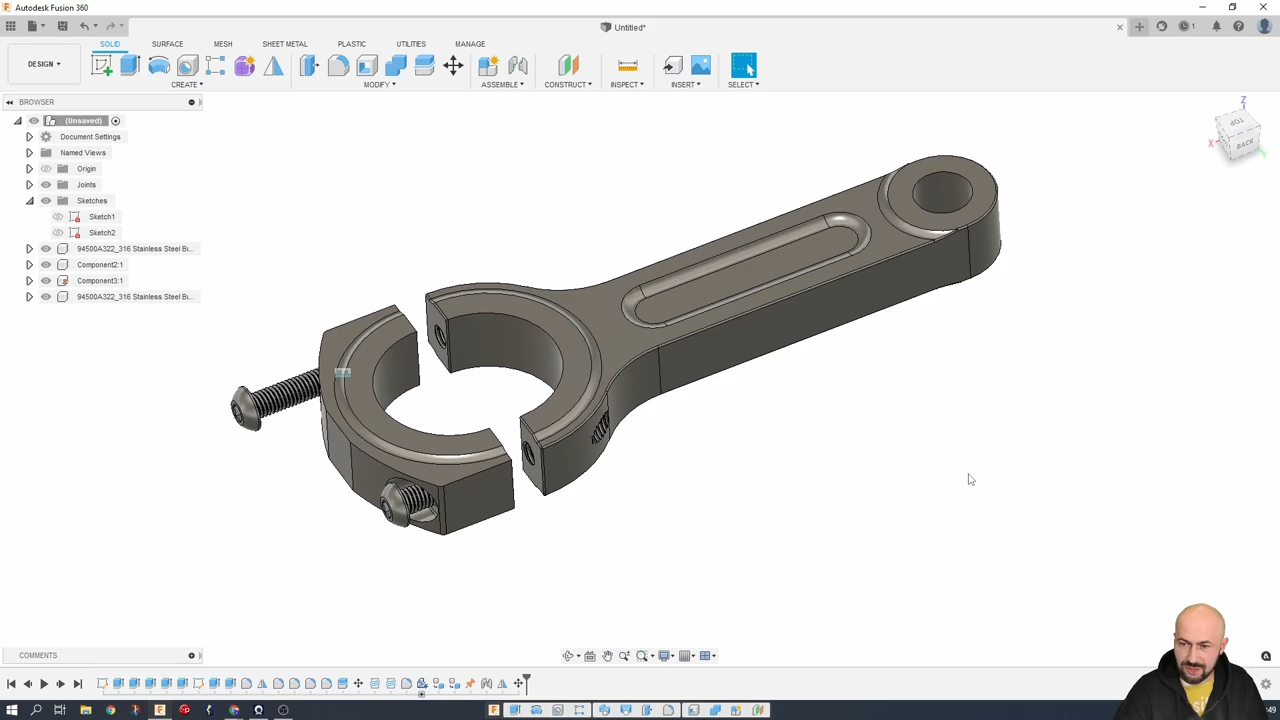 Autodesk Fusion 360
Untitled*
DESIGN
SOLID
SURFACE
MESH
SHEET METAL
PLASTIC
UTILITIES
MANAGE
CREATE
MODIFY
ASSEMBLE
CONSTRUCT
INSPECT
INSERT
SELECT
BROWSER
(Unsaved)
Document Settings
Named Views
Origin
Joints
Sketches
Sketch1
Sketch2
94500A322_316 Stainless Steel Bu...
Component2:1
Component3:1
94500A322_316 Stainless Steel Bu...
Z
TOP
X
BACK
Y
COMMENTS